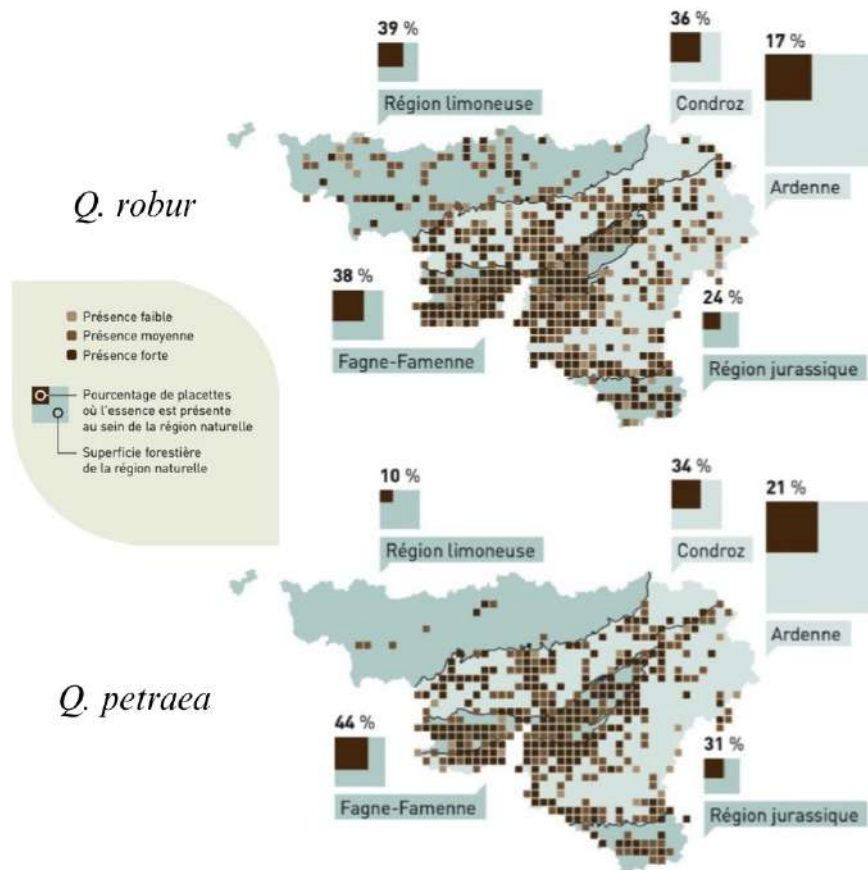 39 %
Région limoneuse
36 %
Condroz
17 %
Ardenne
Q. robur
38 %
Fagne-Famenne
24 %
Région jurassique
Présence faible
Présence moyenne
Présence forte
Pourcentage de placettes
où l'essence est présente
au sein de la région naturelle
Superficie forestière
de la région naturelle
10 %
Région limoneuse
34 %
Condroz
21 %
Ardenne
Q. petraea
44 %
Fagne-Famenne
31 %
Région jurassique